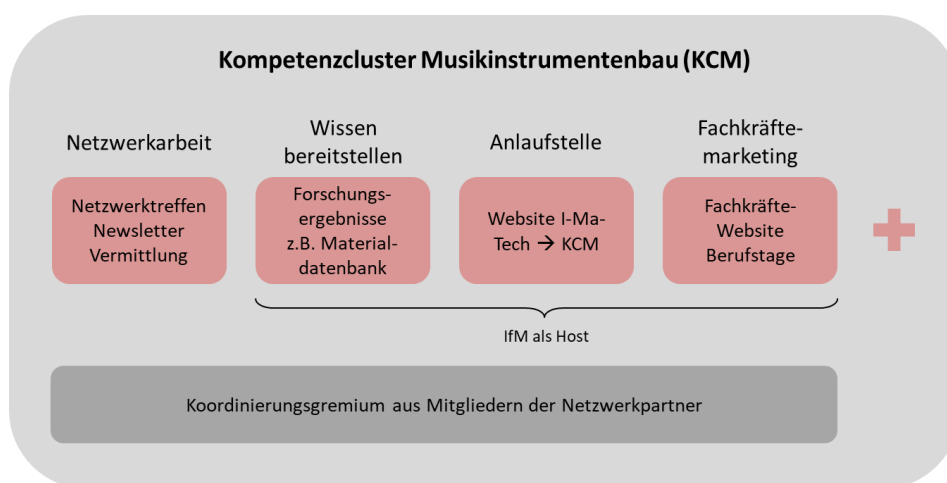 Kompetenzcluster Musikinstrumentenbau (KCM)
Netzwerkarbeit
Netzwerktreffen
Newsletter
Vermittlung
Wissen
bereitstellen
Forschungs-
ergebnisse
z.B. Material-
datenbank
Anlaufstelle
Website I-Ma-
Tech → KCM
Fachkräfte-
marketing
Fachkräfte-
Website
Berufstage
IfM als Host
Koordinierungsgremium aus Mitgliedern der Netzwerkpartner